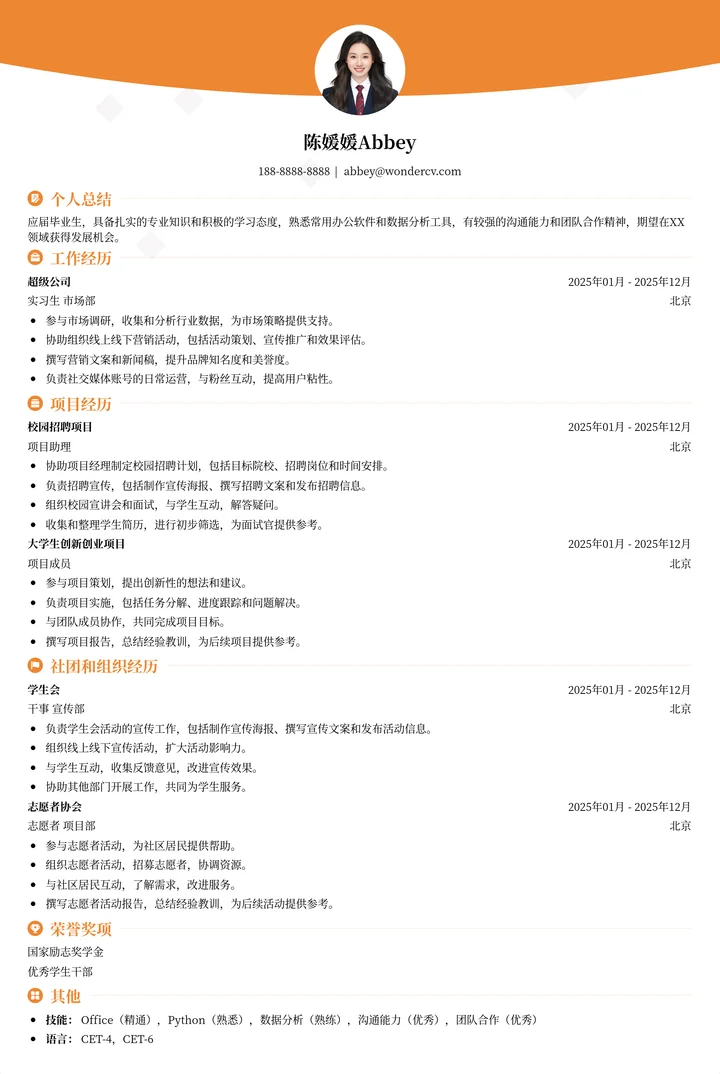 陈媛媛Abbey
188-8888-8888 | abbey@wondercv.com
个人总结
应届毕业生，具备扎实的专业知识和积极的学习态度，熟悉常用办公软件和数据分析工具，有较强的沟通能力和团队合作精神，期望在XX
领域获得发展机会。
工作经历
超级公司 2025年01月 - 2025年12月
实习生 市场部 北京
• 参与市场调研，收集和分析行业数据，为市场策略提供支持。
• 协助组织线上线下营销活动，包括活动策划、宣传推广和效果评估。
• 撰写营销文案和新闻稿，提升品牌知名度和美誉度。
• 负责社交媒体账号的日常运营，与粉丝互动，提高用户粘性。
项目经历
校园招聘项目 2025年01月 - 2025年12月
项目助理 北京
• 协助项目经理制定校园招聘计划，包括目标院校、招聘岗位和时间安排。
• 负责招聘宣传，包括制作宣传海报、撰写招聘文案和发布招聘信息。
• 组织校园宣讲会和面试，与学生互动，解答疑问。
• 收集和整理学生简历，进行初步筛选，为面试官提供参考。
大学生创新创业项目 2025年01月 - 2025年12月
项目成员 北京
• 参与项目策划，提出创新性的想法和建议。
• 负责项目实施，包括任务分解、进度跟踪和问题解决。
• 与团队成员协作，共同完成项目目标。
• 撰写项目报告，总结经验教训，为后续项目提供参考。
社团和组织经历
学生会 2025年01月 - 2025年12月
干事 宣传部 北京
• 负责学生会活动的宣传工作，包括制作宣传海报、撰写宣传文案和发布活动信息。
• 组织线上线下宣传活动，扩大活动影响力。
• 与学生互动，收集反馈意见，改进宣传效果。
• 协助其他部门开展工作，共同为学生服务。
志愿者协会 2025年01月 - 2025年12月
志愿者 项目部 北京
• 参与志愿者活动，为社区居民提供帮助。
• 组织志愿者活动，招募志愿者，协调资源。
• 与社区居民互动，了解需求，改进服务。
• 撰写志愿者活动报告，总结经验教训，为后续活动提供参考。
荣誉奖项
国家励志奖学金
优秀学生干部
其他
• 技能： Office（精通），Python（熟悉），数据分析（熟练），沟通能力（优秀），团队合作（优秀）
• 语言： CET-4，CET-6